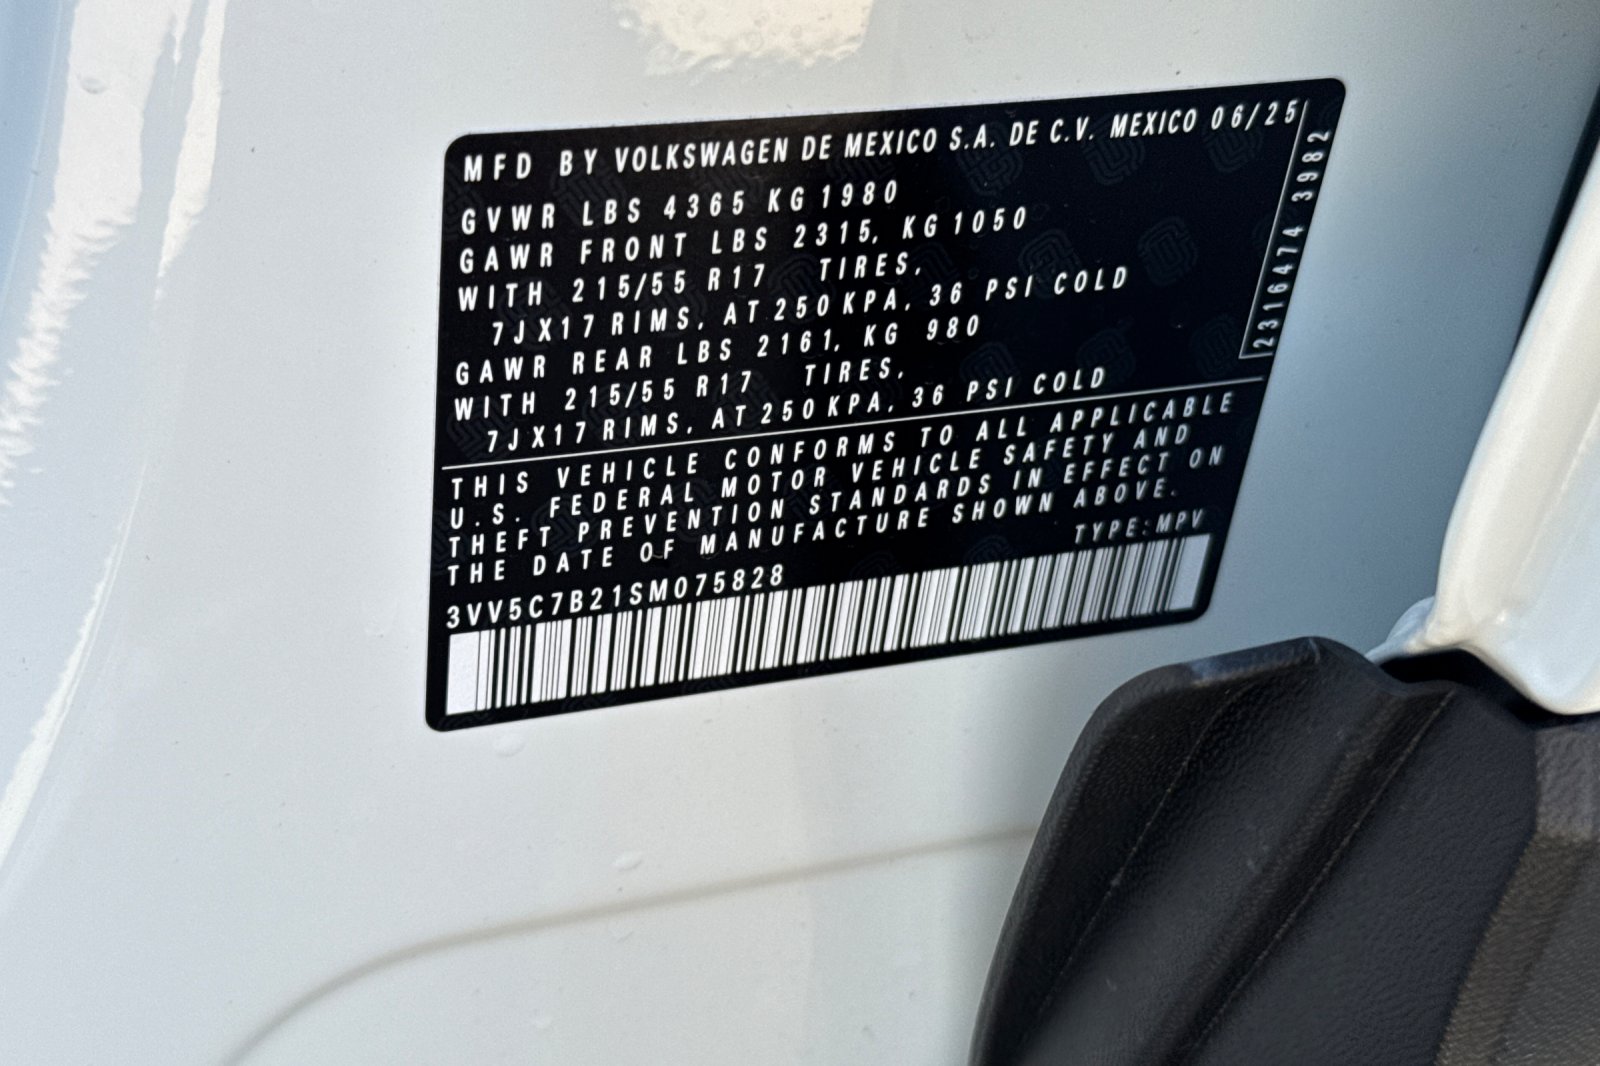 MFD BY VOLKSWAGEN DE MEXICO S.A. DE C.V. MEXICO 06/25
GVWR LBS 4365 KG 1980
GAWR FRONT LBS 2315, KG 1050
WITH 215/55 R17 TIRES,
7JX17 RIMS, AT 250 KPA, 36 PSI COLD
GAWR REAR LBS 2161, KG 980
WITH 215/55 R17 TIRES,
7JX17 RIMS, AT 250 KPA, 36 PSI COLD
2316474 3982
THIS VEHICLE CONFORMS TO ALL APPLICABLE
U.S. FEDERAL MOTOR VEHICLE SAFETY AND
THEFT PREVENTION STANDARDS IN EFFECT ON
THE DATE OF MANUFACTURE SHOWN ABOVE.
TYPE:MPV
3VV5C7B21SM075828